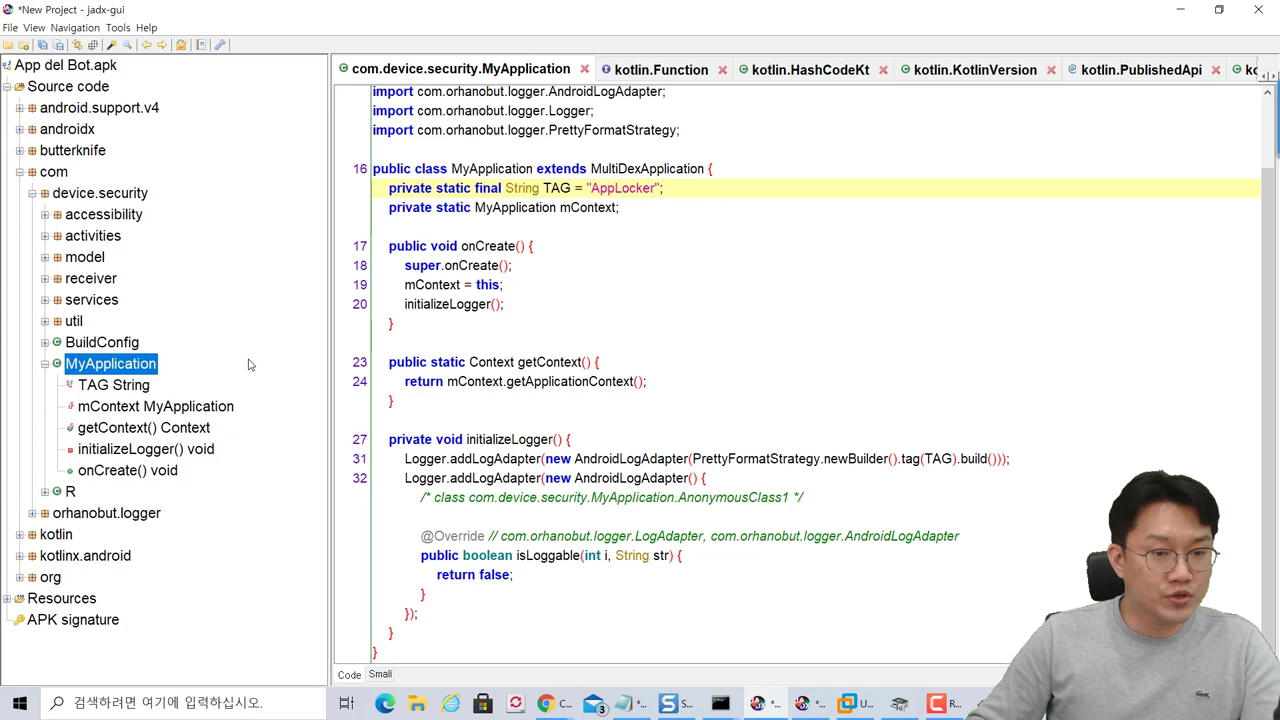 *New Project - jadx-gui
File View Navigation Tools Help
App del Bot.apk
Source code
android.support.v4
androidx
butterknife
com
device.security
accessibility
activities
model
receiver
services
util
BuildConfig
MyApplication
TAG String
mContext MyApplication
getContext() Context
initializeLogger() void
onCreate() void
R
orhanobut.logger
kotlin
kotlinx.android
org
Resources
APK signature
com.device.security.MyApplication
kotlin.Function
kotlin.HashCodeKt
kotlin.KotlinVersion
kotlin.PublishedApi
import com.orhanobut.logger.AndroidLogAdapter;
import com.orhanobut.logger.Logger;
import com.orhanobut.logger.PrettyFormatStrategy;
16 public class MyApplication extends MultiDexApplication {
private static final String TAG = "AppLocker";
private static MyApplication mContext;
17 public void onCreate() {
18 super.onCreate();
19 mContext = this;
20 initializeLogger();
}
23 public static Context getContext() {
24 return mContext.getApplicationContext();
}
27 private void initializeLogger() {
31 Logger.addLogAdapter(new AndroidLogAdapter(PrettyFormatStrategy.newBuilder().tag(TAG).build()));
32 Logger.addLogAdapter(new AndroidLogAdapter() {
/* class com.device.security.MyApplication.AnonymousClass1 */
@Override // com.orhanobut.logger.LogAdapter, com.orhanobut.logger.AndroidLogAdapter
public boolean isLoggable(int i, String str) {
return false;
}
});
}
}
Code Small
검색하려면 여기에 입력하십시오.
C...
3
S...
U...
R...